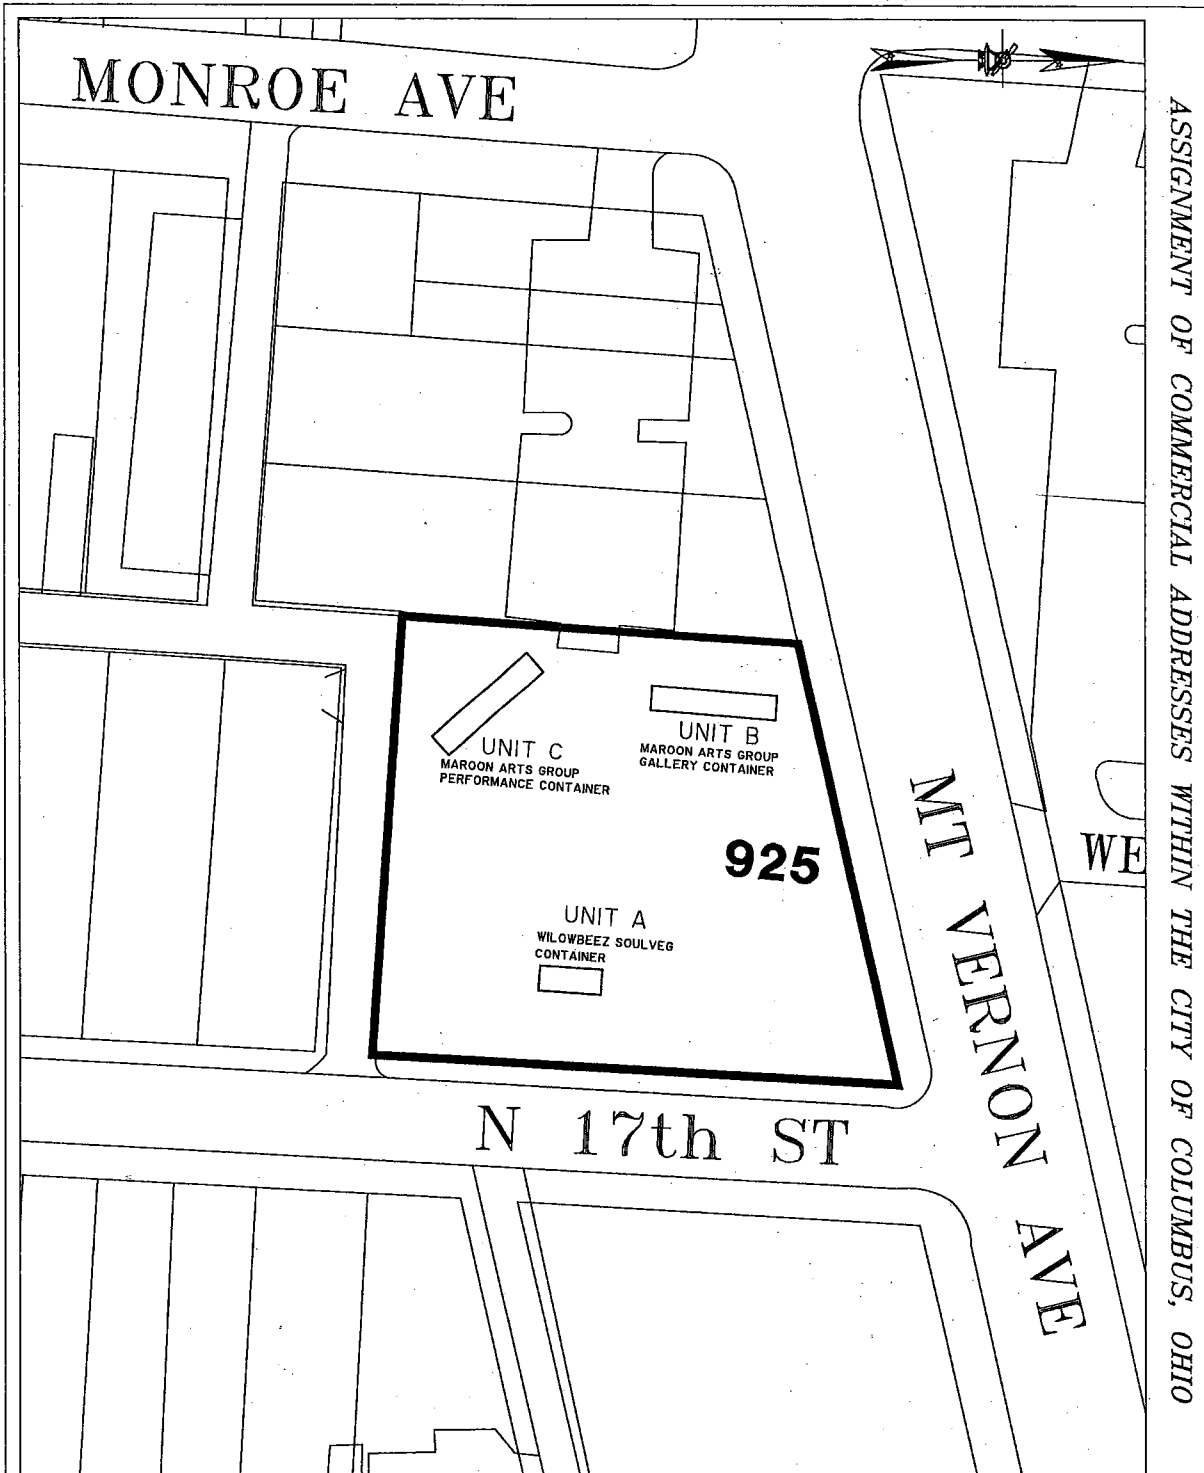 MONROE AVE
ASSIGNMENT OF COMMERCIAL ADDRESSES WITHIN THE CITY OF COLUMBUS, OHIO
UNIT C
MAROON ARTS GROUP
PERFORMANCE CONTAINER
UNIT B
MAROON ARTS GROUP
GALLERY CONTAINER
925
MT VERNON AVE
WE
UNIT A
WILOWBEEZ SOULVEG
CONTAINER
N 17th ST